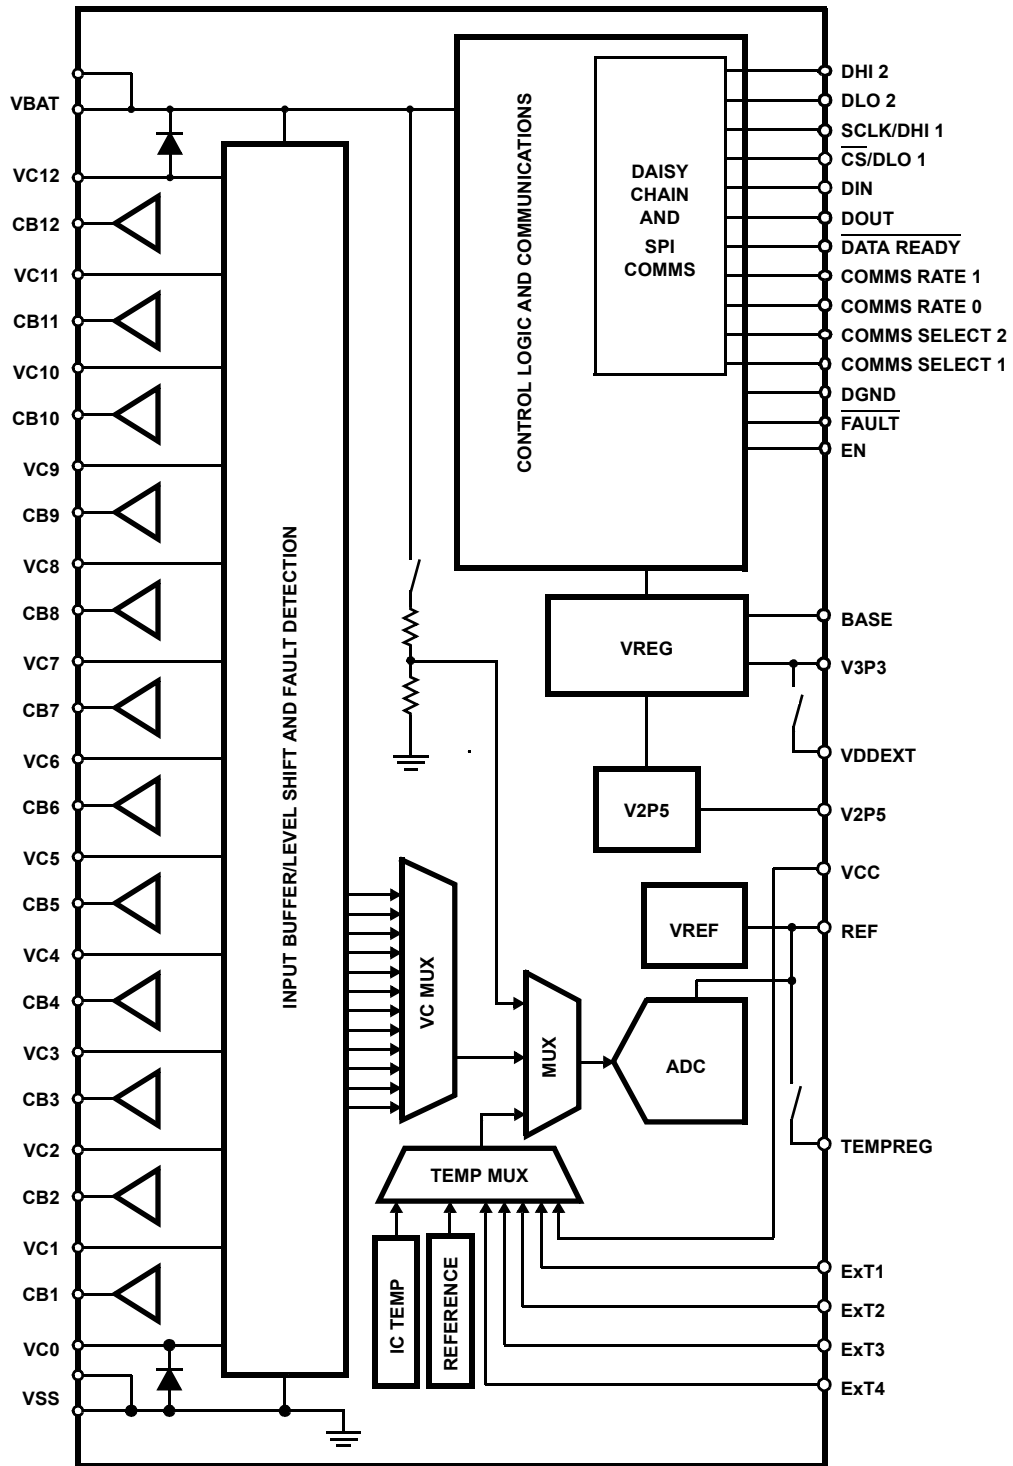 VBAT
VC12
CB12
VC11
CB11
VC10
CB10
VC9
CB9
VC8
CB8
VC7
CB7
VC6
CB6
VC5
CB5
VC4
CB4
VC3
CB3
VC2
CB2
VC1
CB1
VC0
VSS
INPUT BUFFER/LEVEL SHIFT AND FAULT DETECTION
CONTROL LOGIC AND COMMUNICATIONS
DAISY
CHAIN
AND
SPI
COMMS
VREG
V2P5
VREF
VC MUX
MUX
ADC
TEMP MUX
IC TEMP
REFERENCE
DHI 2
DLO 2
SCLK/DHI 1
CS/DLO 1
DIN
DOUT
DATA READY
COMMS RATE 1
COMMS RATE 0
COMMS SELECT 2
COMMS SELECT 1
DGND
FAULT
EN
BASE
V3P3
VDDEXT
V2P5
VCC
REF
TEMPREG
ExT1
ExT2
ExT3
ExT4